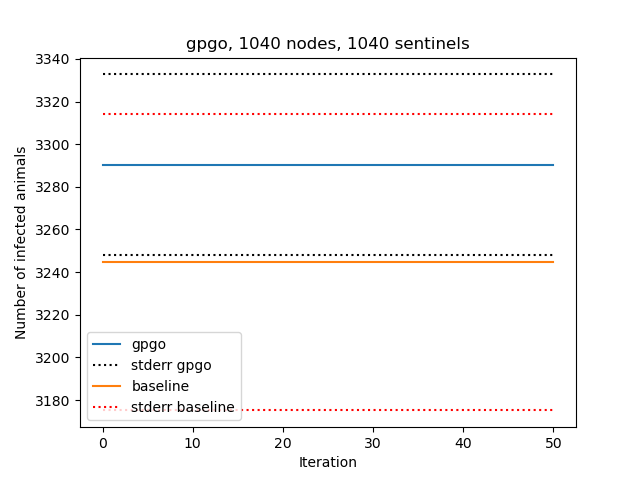 gpgo, 1040 nodes, 1040 sentinels
3340
3320
3300
3280
3260
3240
3220
3200
3180
Number of infected animals
gpgo
stderr gpgo
baseline
stderr baseline
0 10 20 30 40 50
Iteration